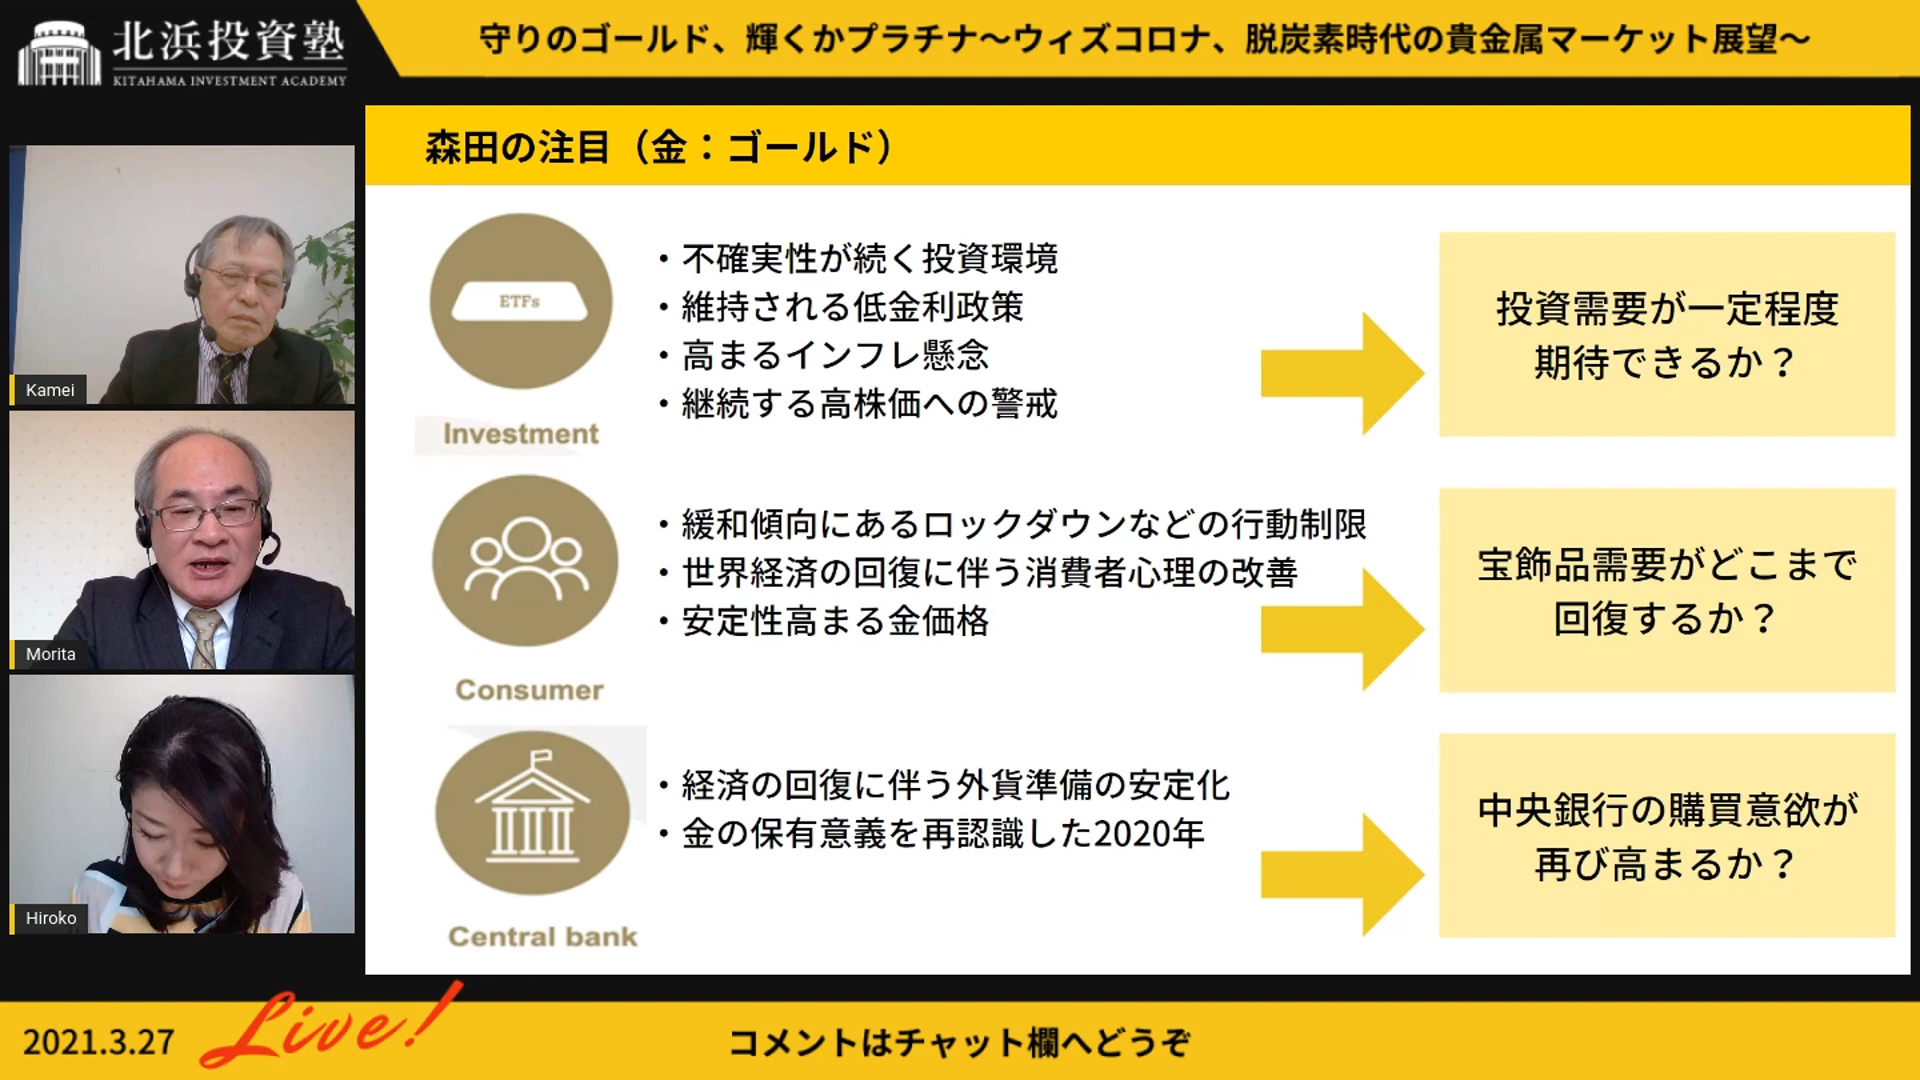 北浜投資塾
KITAHAMA INVESTMENT ACADEMY
守りのゴールド、輝くかプラチナ～ウィズコロナ、脱炭素時代の貴金属マーケット展望～
Kamei
Morita
Hiroko
森田の注目（金：ゴールド）
ETFs
Investment
・不確実性が続く投資環境
・維持される低金利政策
・高まるインフレ懸念
・継続する高株価への警戒
投資需要が一定程度
期待できるか？
Consumer
・緩和傾向にあるロックダウンなどの行動制限
・世界経済の回復に伴う消費者心理の改善
・安定性高まる金価格
宝飾品需要がどこまで
回復するか？
Central bank
・経済の回復に伴う外貨準備の安定化
・金の保有意義を再認識した2020年
中央銀行の購買意欲が
再び高まるか？
2021.3.27
Live!
コメントはチャット欄へどうぞ